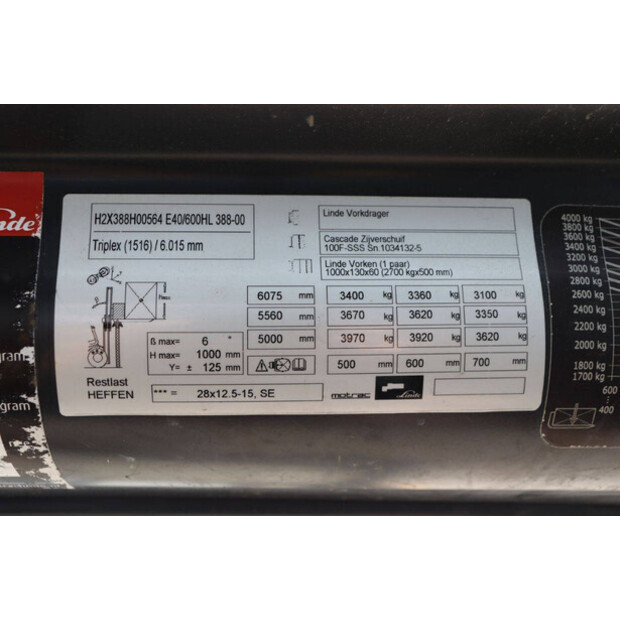 nde
gram
gram
H2X388H00564 E40/600HL 388-00
Triplex (1516) / 6.015 mm
Linde Vorkdrager
Cascade Zijverschuif
100F-SSS Sn.1034132-5
Linde Vorken (1 paar)
1000x130x60 (2700 kgx500 mm)
6075 mm 3400 kg 3360 kg 3100 kg
5560 mm 3670 kg 3620 kg 3350 kg
5000 mm 3970 kg 3920 kg 3620 kg
500 mm 600 mm 700 mm
ß max= 6 °
H max= 1000 mm
Y= ± 125 mm
Restlast
HEFFEN
*** = 28x12.5-15, SE
motrac Linde
4000 kg
3800 kg
3600 kg
3400 kg
3200 kg
3000 kg
2800 kg
2600 kg
2400 kg
2200 kg
2000 kg
1800 kg
1700 kg
600
400